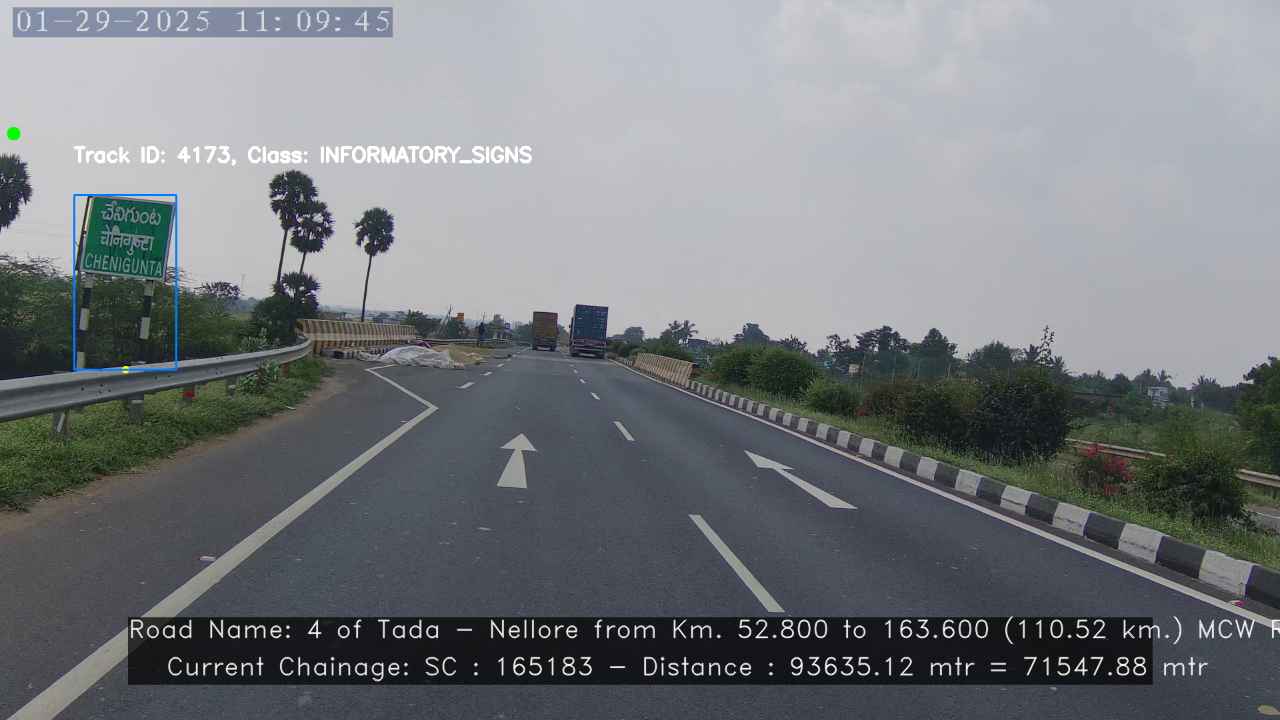 01-29-2025 11:09:45
Track ID: 4173, Class: INFORMATORY_SIGNS
చేనిగుంట
चेनिगुन्टा
CHENIGUNTA
Road Name: 4 of Tada - Nellore from Km. 52.800 to 163.600 (110.52 km.) MCW R
Current Chainage: SC : 165183 - Distance : 93635.12 mtr = 71547.88 mtr